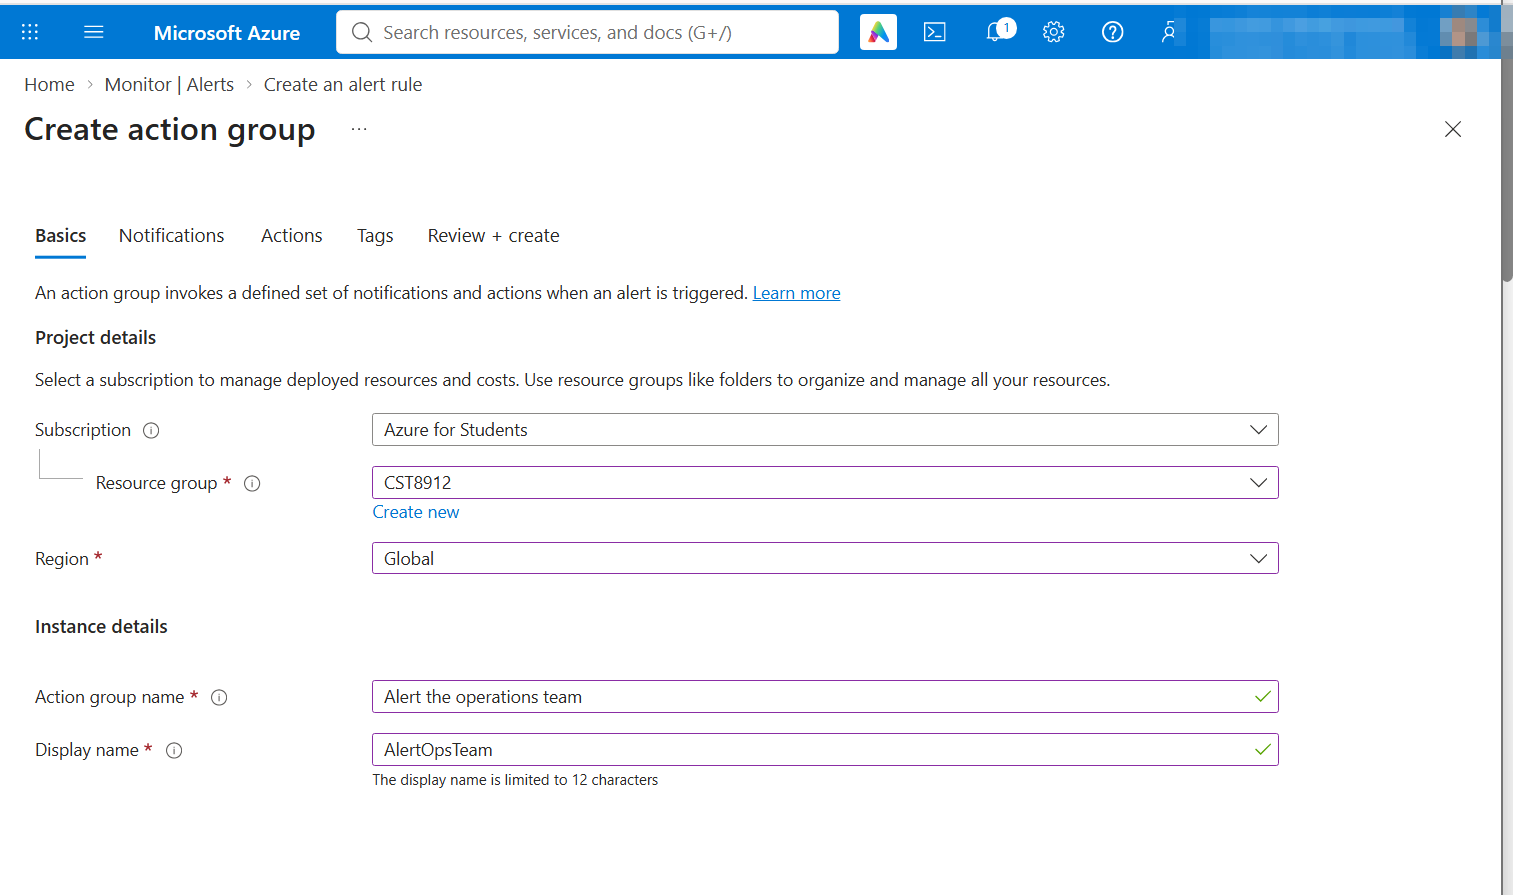 Microsoft Azure
Search resources, services, and docs (G+/)
1
Home > Monitor | Alerts > Create an alert rule
Create action group ...
Basics Notifications Actions Tags Review + create
An action group invokes a defined set of notifications and actions when an alert is triggered. Learn more
Project details
Select a subscription to manage deployed resources and costs. Use resource groups like folders to organize and manage all your resources.
Subscription Azure for Students
Resource group * CST8912
Create new
Region * Global
Instance details
Action group name * Alert the operations team
Display name * AlertOpsTeam
The display name is limited to 12 characters